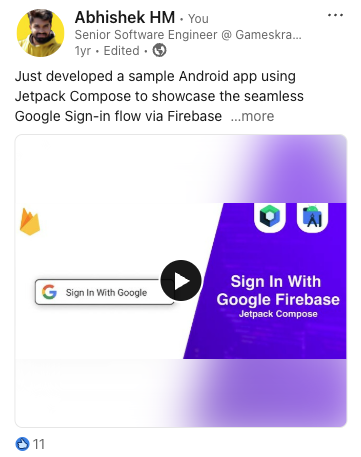 Abhishek HM • You
Senior Software Engineer @ Gameskra...
1yr • Edited •
Just developed a sample Android app using
Jetpack Compose to showcase the seamless
Google Sign-in flow via Firebase ...more
AI
G Sign In With Google
Sign In With
Google Firebase
Jetpack Compose
11